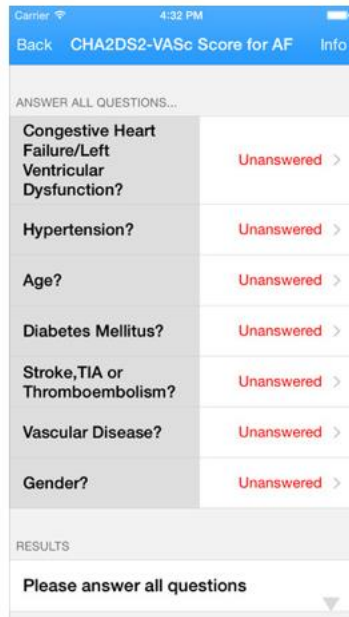 Carrier 4:32 PM
Back CHA2DS2-VASc Score for AF Info
ANSWER ALL QUESTIONS...
Congestive Heart
Failure/Left
Ventricular
Dysfunction?
Unanswered
Hypertension? Unanswered
Age? Unanswered
Diabetes Mellitus? Unanswered
Stroke,TIA or
Thromboembolism?
Unanswered
Vascular Disease? Unanswered
Gender? Unanswered
RESULTS
Please answer all questions